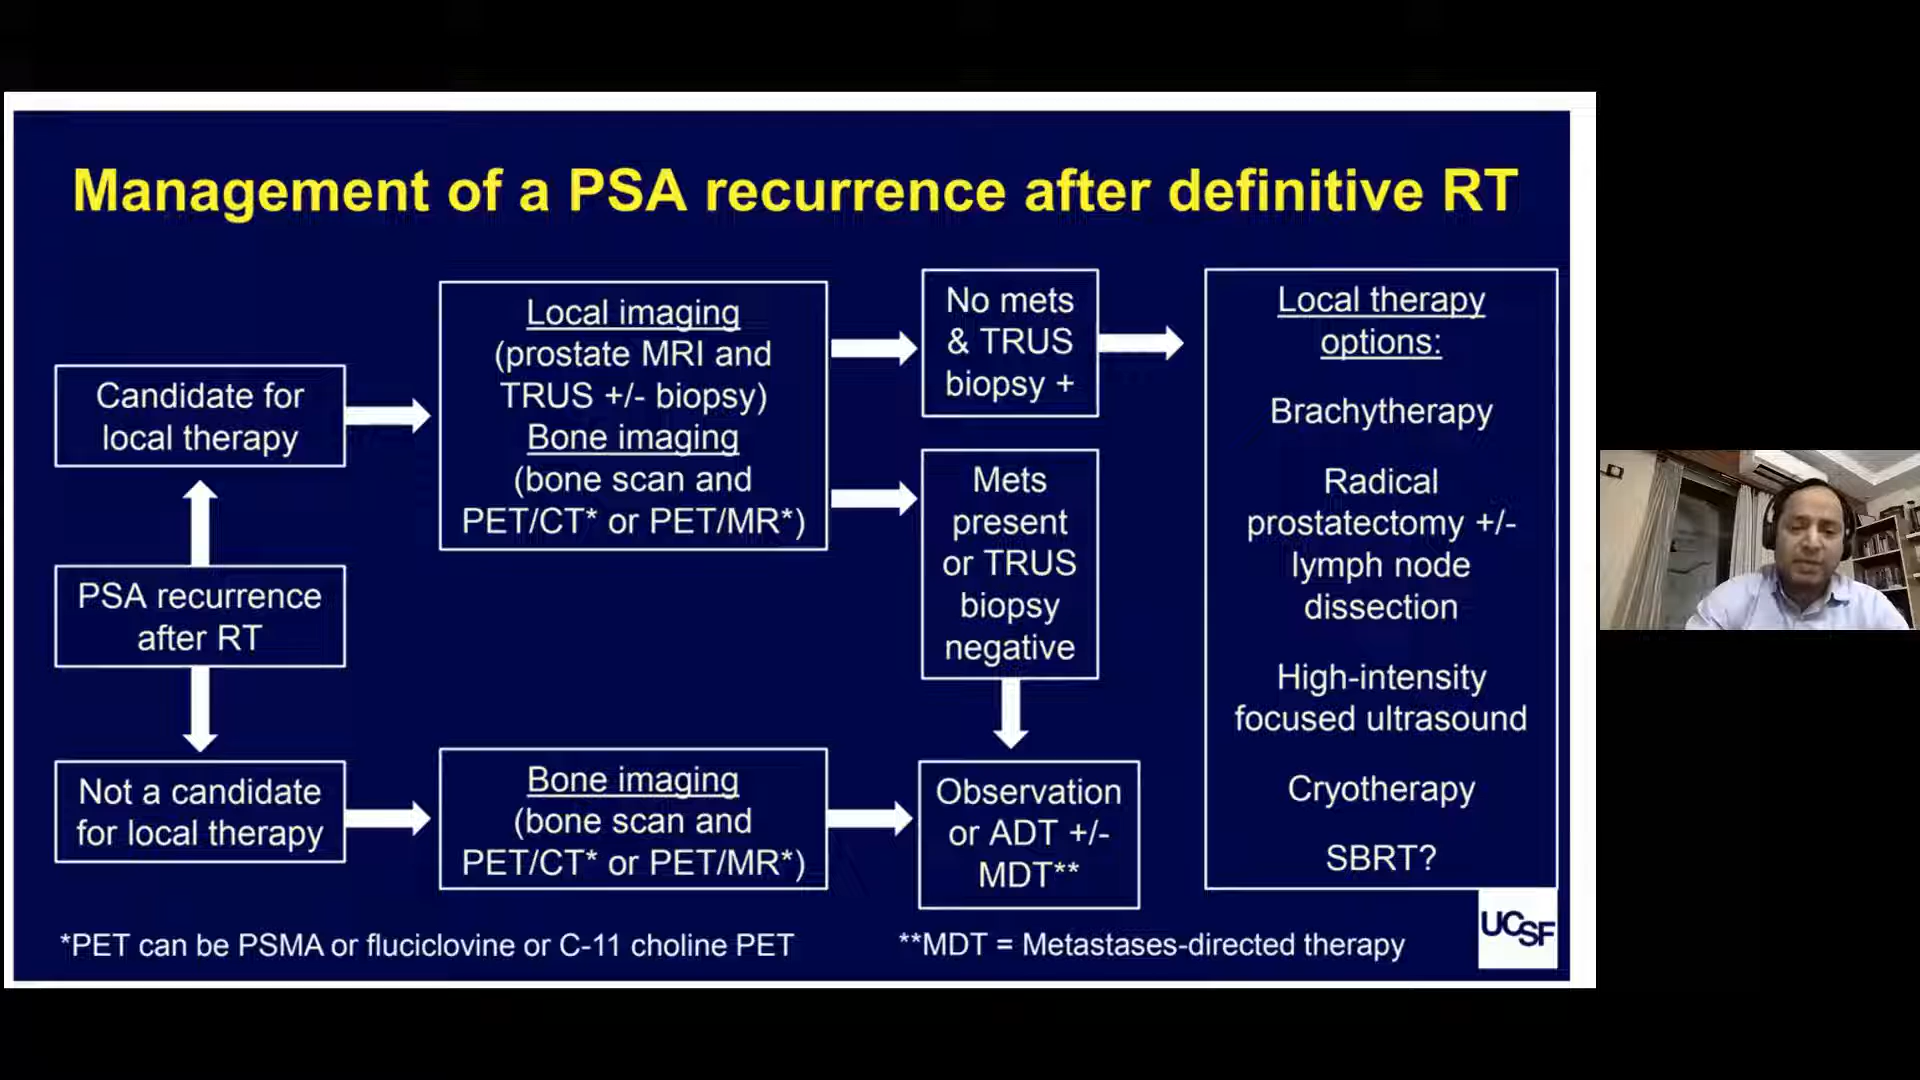 Management of a PSA recurrence after definitive RT
Candidate for
local therapy
PSA recurrence
after RT
Not a candidate
for local therapy
Local imaging
(prostate MRI and
TRUS +/- biopsy)
Bone imaging
(bone scan and
PET/CT* or PET/MR*)
Bone imaging
(bone scan and
PET/CT* or PET/MR*)
No mets
& TRUS
biopsy +
Mets
present
or TRUS
biopsy
negative
Observation
or ADT +/-
MDT**
Local therapy
options:
Brachytherapy
Radical
prostatectomy +/-
lymph node
dissection
High-intensity
focused ultrasound
Cryotherapy
SBRT?
*PET can be PSMA or fluciclovine or C-11 choline PET
**MDT = Metastases-directed therapy
UCSF